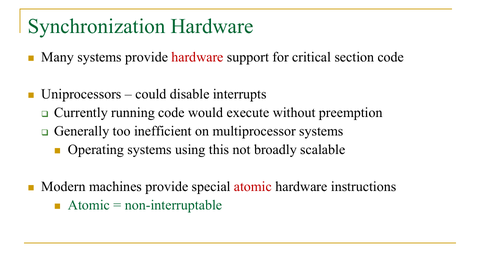 Synchronization Hardware
Many systems provide hardware support for critical section code
Uniprocessors – could disable interrupts
Currently running code would execute without preemption
Generally too inefficient on multiprocessor systems
Operating systems using this not broadly scalable
Modern machines provide special atomic hardware instructions
Atomic = non-interruptable